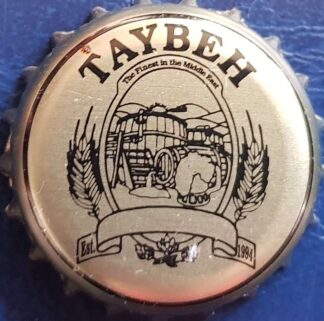 TAYBEH
The Finest in the Middle East
Est. 1994